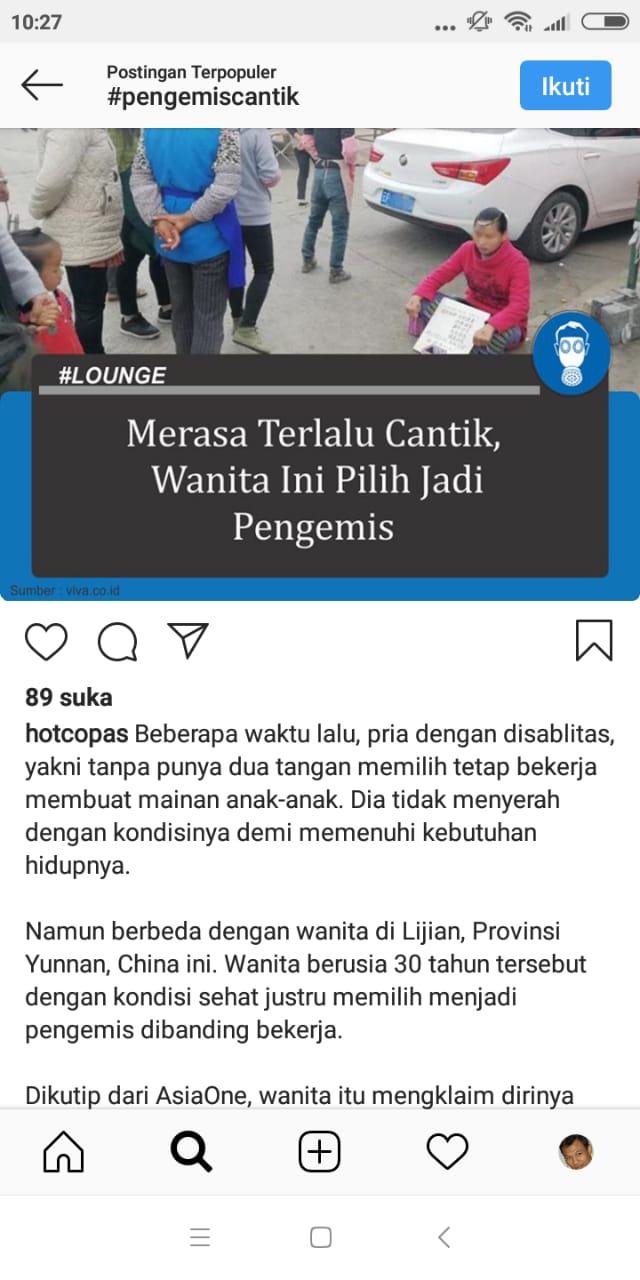 10:27
Postingan Terpopuler
#pengemiscantik
Ikuti
#LOUNGE
Merasa Terlalu Cantik,
Wanita Ini Pilih Jadi
Pengemis
Sumber : viva.co.id
89 suka
hotcopas Beberapa waktu lalu, pria dengan disablitas,
yakni tanpa punya dua tangan memilih tetap bekerja
membuat mainan anak-anak. Dia tidak menyerah
dengan kondisinya demi memenuhi kebutuhan
hidupnya.
Namun berbeda dengan wanita di Lijian, Provinsi
Yunnan, China ini. Wanita berusia 30 tahun tersebut
dengan kondisi sehat justru memilih menjadi
pengemis dibanding bekerja.
Dikutip dari AsiaOne, wanita itu mengklaim dirinya